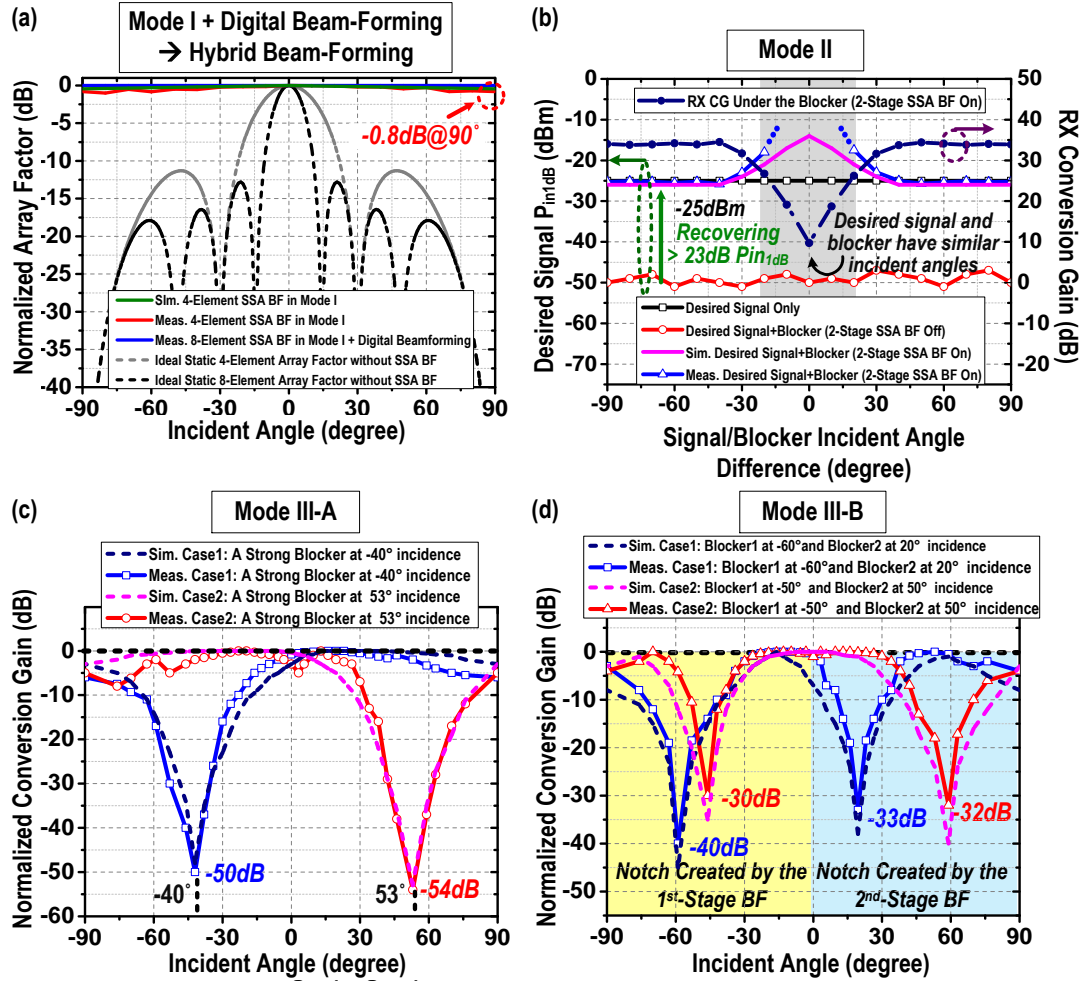 (a)
Mode I + Digital Beam-Forming
→ Hybrid Beam-Forming
Normalized Array Factor (dB)
0
-5
-10
-15
-20
-25
-30
-35
-40
-0.8dB@90°
Sim. 4-Element SSA BF in Mode I
Meas. 4-Element SSA BF in Mode I
Meas. 8-Element SSA BF in Mode I + Digital Beamforming
Ideal Static 4-Element Array Factor without SSA BF
Ideal Static 8-Element Array Factor without SSA BF
-90 -60 -30 0 30 60 90
Incident Angle (degree)
(b)
Mode II
Desired Signal Pin1dB (dBm)
0
-10
-20
-30
-40
-50
-60
-70
RX CG Under the Blocker (2-Stage SSA BF On)
-25dBm
Recovering
> 23dB Pin1dB
Desired signal and
blocker have similar
incident angles
Desired Signal Only
Desired Signal+Blocker (2-Stage SSA BF Off)
Sim. Desired Signal+Blocker (2-Stage SSA BF On)
Meas. Desired Signal+Blocker (2-Stage SSA BF On)
50
40
30
20
10
0
-10
-20
RX Conversion Gain (dB)
-90 -60 -30 0 30 60 90
Signal/Blocker Incident Angle
Difference (degree)
(c)
Mode III-A
Sim. Case1: A Strong Blocker at -40° incidence
Meas. Case1: A Strong Blocker at -40° incidence
Sim. Case2: A Strong Blocker at 53° incidence
Meas. Case2: A Strong Blocker at 53° incidence
Normalized Conversion Gain (dB)
0
-10
-20
-30
-40
-50
-60
-40°
-50dB
53°
-54dB
-90 -60 -30 0 30 60 90
Incident Angle (degree)
(d)
Mode III-B
Sim. Case1: Blocker1 at -60°and Blocker2 at 20° incidence
Meas. Case1: Blocker1 at -60°and Blocker2 at 20° incidence
Sim. Case2: Blocker1 at -50° and Blocker2 at 50° incidence
Meas. Case2: Blocker1 at -50° and Blocker2 at 50° incidence
Normalized Conversion Gain (dB)
0
-10
-20
-30
-40
-50
-30dB
-40dB
-33dB
-32dB
Notch Created by the
1st-Stage BF
Notch Created by the
2nd-Stage BF
-90 -60 -30 0 30 60 90
Incident Angle (degree)